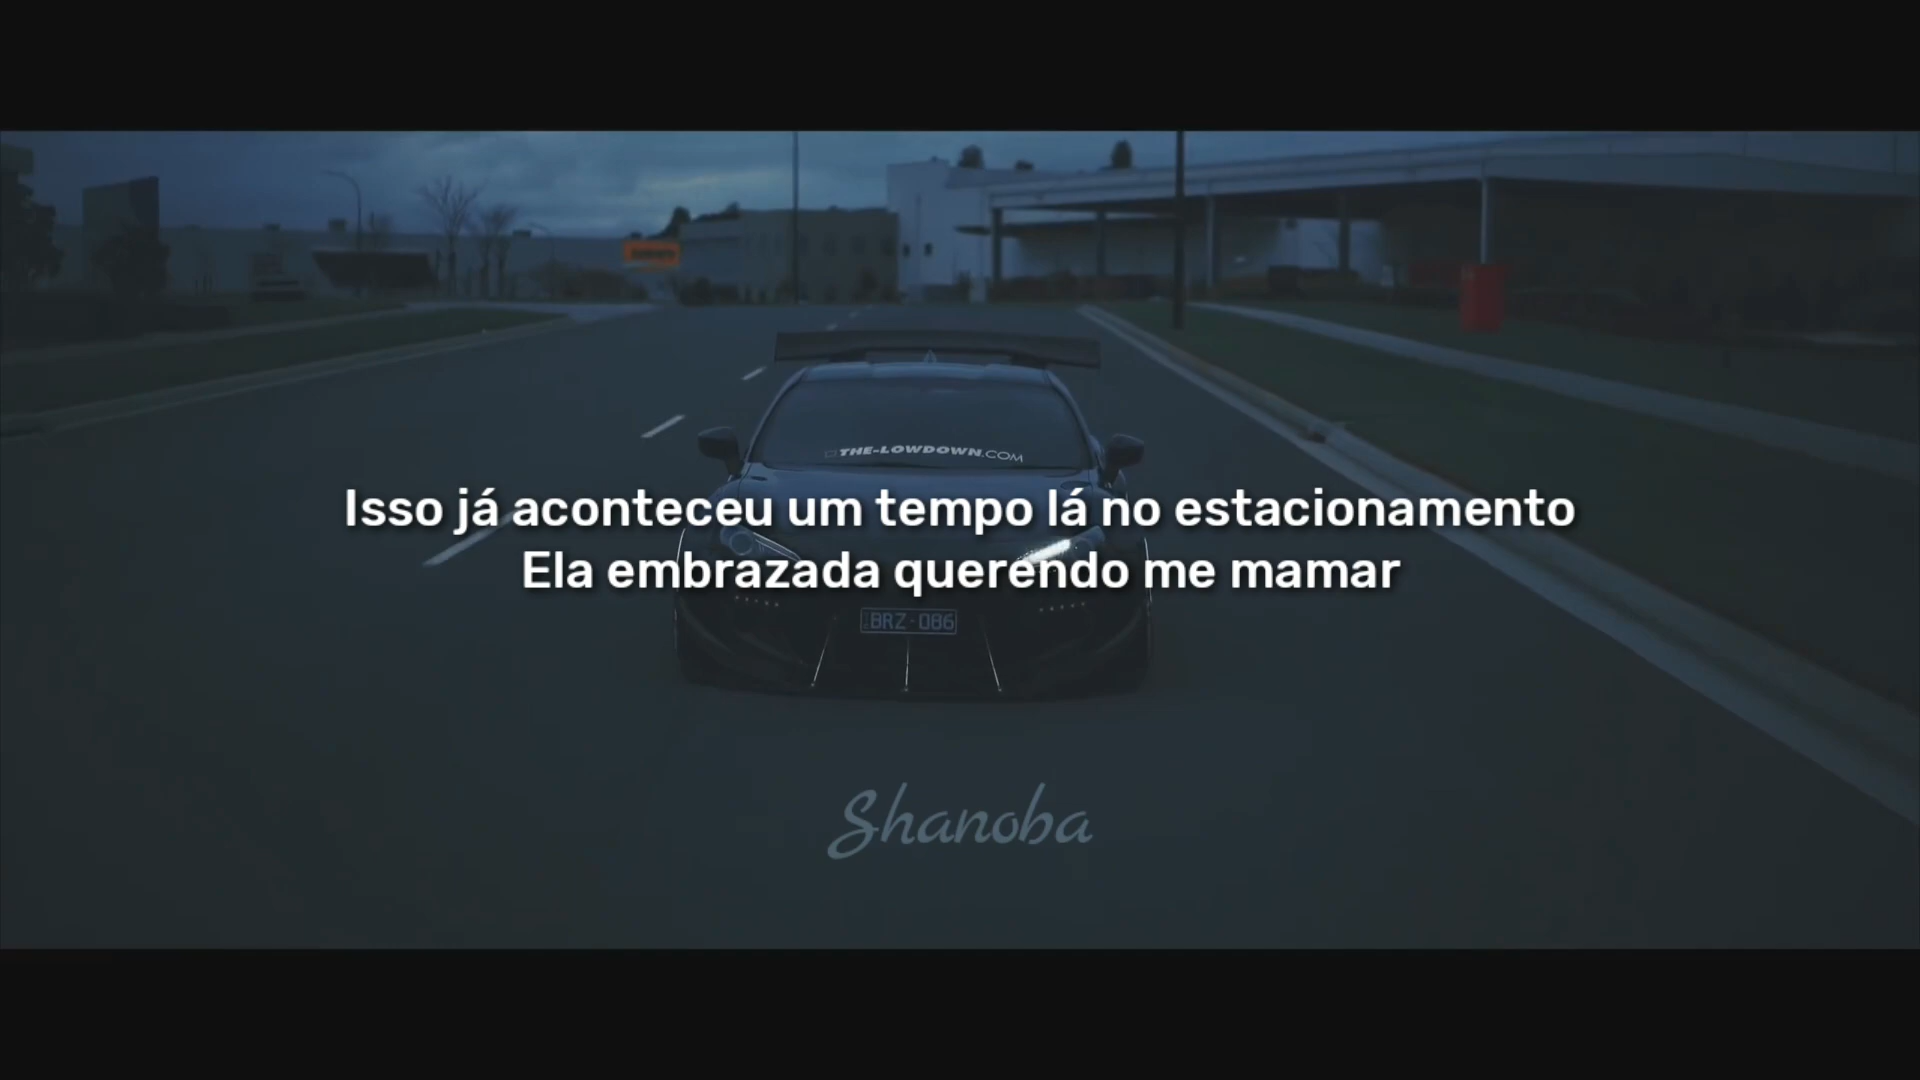 THE-LOWDOWN.COM
Isso já aconteceu um tempo lá no estacionamento
Ela embrazada querendo me mamar
BRZ-086
Shanoba